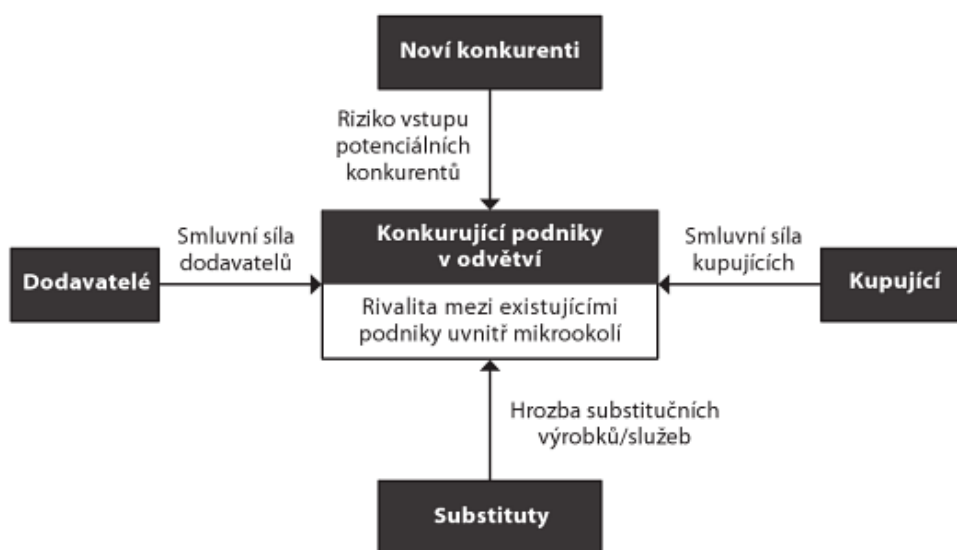 Noví konkurenti
Riziko vstupu
potenciálních
konkurentů
Konkurující podniky
v odvětví
Smluvní síla
dodavatelů
Smluvní síla
kupujících
Dodavatelé
Kupující
Rivalita mezi existujícími
podniky uvnitř mikrookolí
Hrozba substitučních
výrobků/služeb
Substituty